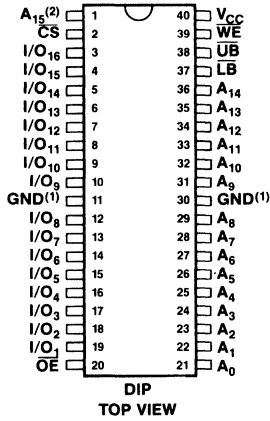 A15(2) 1 40 VCC
CS 2 39 WE
I/O16 3 38 UB
I/O15 4 37 LB
I/O14 5 36 A14
I/O13 6 35 A13
I/O12 7 34 A12
I/O11 8 33 A11
I/O10 9 32 A10
I/O9 10 31 A9
GND(1) 11 30 GND(1)
I/O8 12 29 A8
I/O7 13 28 A7
I/O6 14 27 A6
I/O5 15 26 A5
I/O4 16 25 A4
I/O3 17 24 A3
I/O2 18 23 A2
I/O1 19 22 A1
OE 20 21 A0
DIP
TOP VIEW